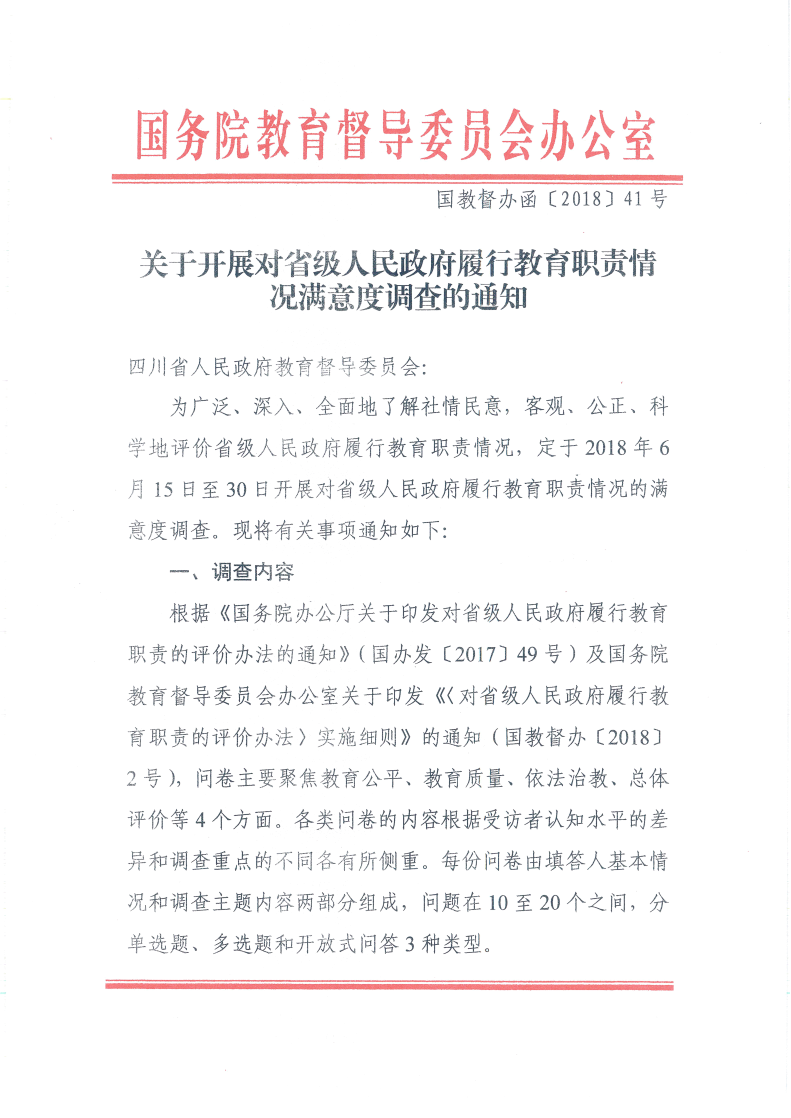 国务院教育督导委员会办公室
国教督办函〔2018〕41 号
关于开展对省级人民政府履行教育职责情
况满意度调查的通知
四川省人民政府教育督导委员会：
为广泛、深入、全面地了解社情民意，客观、公正、科
学地评价省级人民政府履行教育职责情况，定于 2018 年 6
月 15 日至 30 日开展对省级人民政府履行教育职责情况的满
意度调查。现将有关事项通知如下：
一、调查内容
根据《国务院办公厅关于印发对省级人民政府履行教育
职责的评价办法的通知》（国办发〔2017〕49 号）及国务院
教育督导委员会办公室关于印发《〈对省级人民政府履行教
育职责的评价办法〉实施细则》的通知（国教督办〔2018〕
2 号），问卷主要聚焦教育公平、教育质量、依法治教、总体
评价等 4 个方面。各类问卷的内容根据受访者认知水平的差
异和调查重点的不同各有所侧重。每份问卷由填答人基本情
况和调查主题内容两部分组成，问题在 10 至 20 个之间，分
单选题、多选题和开放式问答 3 种类型。